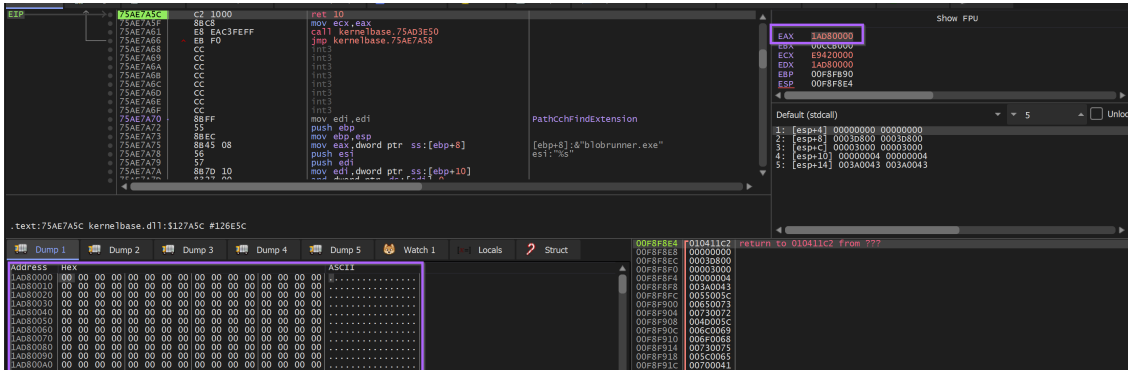 EIP
75AE7A5C C2 1000 ret 10
75AE7A5F 8BC8 mov ecx,eax
75AE7A61 E8 EAC3FEFF call kernelbase.75AD3E50
75AE7A66 EB F0 jmp kernelbase.75AE7A58
75AE7A68 CC int3
75AE7A69 CC int3
75AE7A6A CC int3
75AE7A6B CC int3
75AE7A6C CC int3
75AE7A6D CC int3
75AE7A6E CC int3
75AE7A6F CC int3
75AE7A70 8BFF mov edi,edi PathCchFindExtension
75AE7A72 55 push ebp
75AE7A73 8BEC mov ebp,esp
75AE7A75 8B45 08 mov eax,dword ptr ss:[ebp+8] [ebp+8]:&"blobrunner.exe"
75AE7A78 56 push esi esi:"%s"
75AE7A79 57 push edi
75AE7A7A 8B7D 10 mov edi,dword ptr ss:[ebp+10]
.text:75AE7A5C kernelbase.dll:$127A5C #126E5C
Show FPU
EAX 1AD80000
EBX 00CCB000
ECX E9420000
EDX 1AD80000
EBP 00F8FB90
ESP 00F8F8E4
Default (stdcall) 5 Unloc
1: [esp+4] 00000000 00000000
2: [esp+8] 0003D800 0003D800
3: [esp+C] 00003000 00003000
4: [esp+10] 00000004 00000004
5: [esp+14] 003A0043 003A0043
Dump 1 Dump 2 Dump 3 Dump 4 Dump 5 Watch 1 Locals Struct
Address Hex ASCII
1AD80000 00 00 00 00 00 00 00 00 00 00 00 00 00 00 00 00 ................
1AD80010 00 00 00 00 00 00 00 00 00 00 00 00 00 00 00 00 ................
1AD80020 00 00 00 00 00 00 00 00 00 00 00 00 00 00 00 00 ................
1AD80030 00 00 00 00 00 00 00 00 00 00 00 00 00 00 00 00 ................
1AD80040 00 00 00 00 00 00 00 00 00 00 00 00 00 00 00 00 ................
1AD80050 00 00 00 00 00 00 00 00 00 00 00 00 00 00 00 00 ................
1AD80060 00 00 00 00 00 00 00 00 00 00 00 00 00 00 00 00 ................
1AD80070 00 00 00 00 00 00 00 00 00 00 00 00 00 00 00 00 ................
1AD80080 00 00 00 00 00 00 00 00 00 00 00 00 00 00 00 00 ................
1AD80090 00 00 00 00 00 00 00 00 00 00 00 00 00 00 00 00 ................
1AD800A0 00 00 00 00 00 00 00 00 00 00 00 00 00 00 00 00 ................
00F8F8E4 010411C2 return to 010411C2 from ???
00F8F8E8 00000000
00F8F8EC 0003D800
00F8F8F0 00003000
00F8F8F4 00000004
00F8F8F8 003A0043
00F8F8FC 0055005C
00F8F900 00650073
00F8F904 00730072
00F8F908 004D005C
00F8F90C 006C0069
00F8F910 006F0068
00F8F914 00730075
00F8F918 005C0065
00F8F91C 00700041